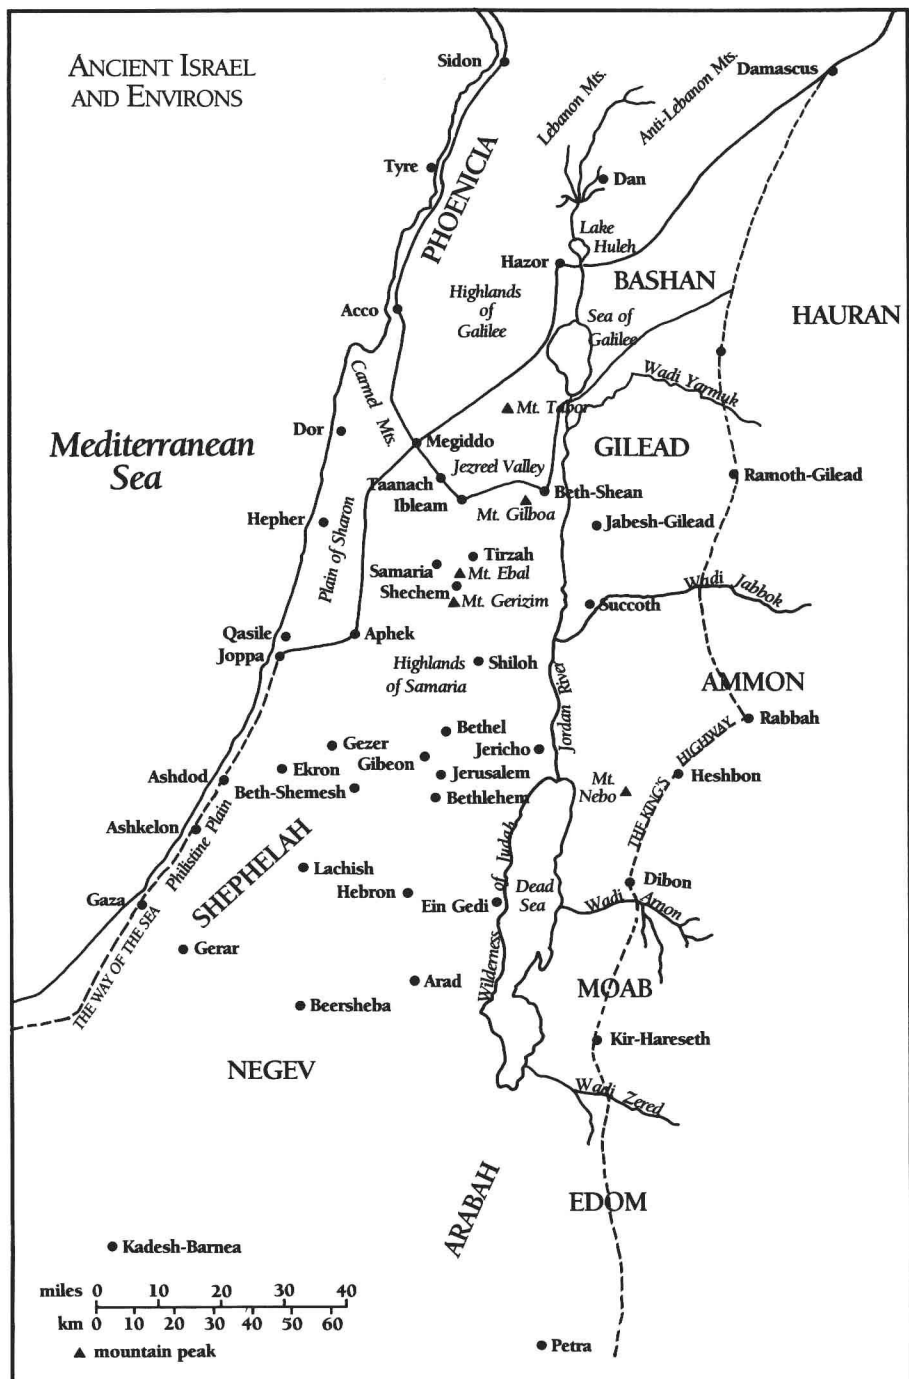 ANCIENT ISRAEL
AND ENVIRONS
Sidon
Lebanon Mts.
Anti-Lebanon Mts.
Damascus
Tyre
PHOENICIA
Dan
Lake
Huleh
Hazor
BASHAN
Highlands
of
Galilee
Acco
Sea of
Galilee
HAURAN
Carmel Mts.
Wadi Yarmuk
Mt. Tabor
Dor
Mediterranean
Sea
Megiddo
GILEAD
Jezreel Valley
Taanach
Ramoth-Gilead
Beth-Shean
Ibleam
Mt. Gilboa
Hepher
Jabesh-Gilead
Plain of Sharon
Tirzah
Samaria
Mt. Ebal
Shechem
Wadi Jabbok
Mt. Gerizim
Succoth
Qasile
Aphek
Joppa
Highlands
of Samaria
Shiloh
Jordan River
AMMON
Rabbah
Bethel
Gezer
Jericho
Gibeon
THE KING'S HIGHWAY
Ekron
Jerusalem
Heshbon
Ashdod
Mt.
Nebo
Beth-Shemesh
Bethlehem
Ashkelon
Philistine Plain
SHEPHELAH
Wilderness of Judah
Lachish
Dibon
Hebron
Dead
Sea
Gaza
Ein Gedi
Wadi Arnon
THE WAY OF THE SEA
Gerar
Arad
MOAB
Beersheba
Kir-Hareseth
NEGEV
Wadi Zered
ARABAH
EDOM
Kadesh-Barnea
miles 0 10 20 30 40
km 0 10 20 30 40 50 60
mountain peak
Petra